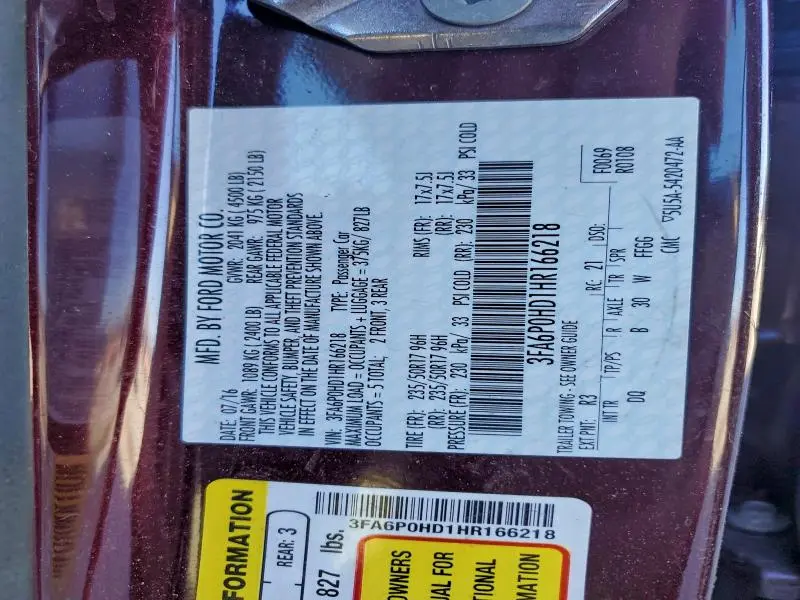 MFD. BY FORD MOTOR CO.
DATE: 07/16 GVWR: 2041 KG (4500 LB)
FRONT GAWR: 1089 KG (2400 LB) REAR GAWR: 975 KG (2150 LB)
THIS VEHICLE CONFORMS TO ALL APPLICABLE FEDERAL MOTOR
VEHICLE SAFETY, BUMPER, AND THEFT PREVENTION STANDARDS
IN EFFECT ON THE DATE OF MANUFACTURE SHOWN ABOVE.
VIN: 3FA6P0HD1HR166218 TYPE: Passenger Car
MAXIMUM LOAD = OCCUPANTS + LUGGAGE = 375KG/ 827LB
OCCUPANTS = 5 TOTAL: 2 FRONT, 3 REAR
TIRE (FR): 235/50R17 96H RIMS (FR): 17x7.5J
(RR): 235/50R17 96H (RR): 17x7.5J
PRESSURE (FR): 230 kPa/ 33 PSI COLD (RR): 230 kPa/ 33 PSI COLD
3FA6P0HD1HR166218
TRAILER TOWING - SEE OWNER GUIDE F0069
EXT PNT: R3 RC: 21 DSO: R0108
INT TR TP/PS R AXLE TR SPR
DQ B 30 W FFGG
CMC 5U5A-5420472-AA
FORMATION
REAR: 3
827 lbs.
3FA6P0HD1HR166218
OWNERS
UAL FOR
TIONAL
MATION